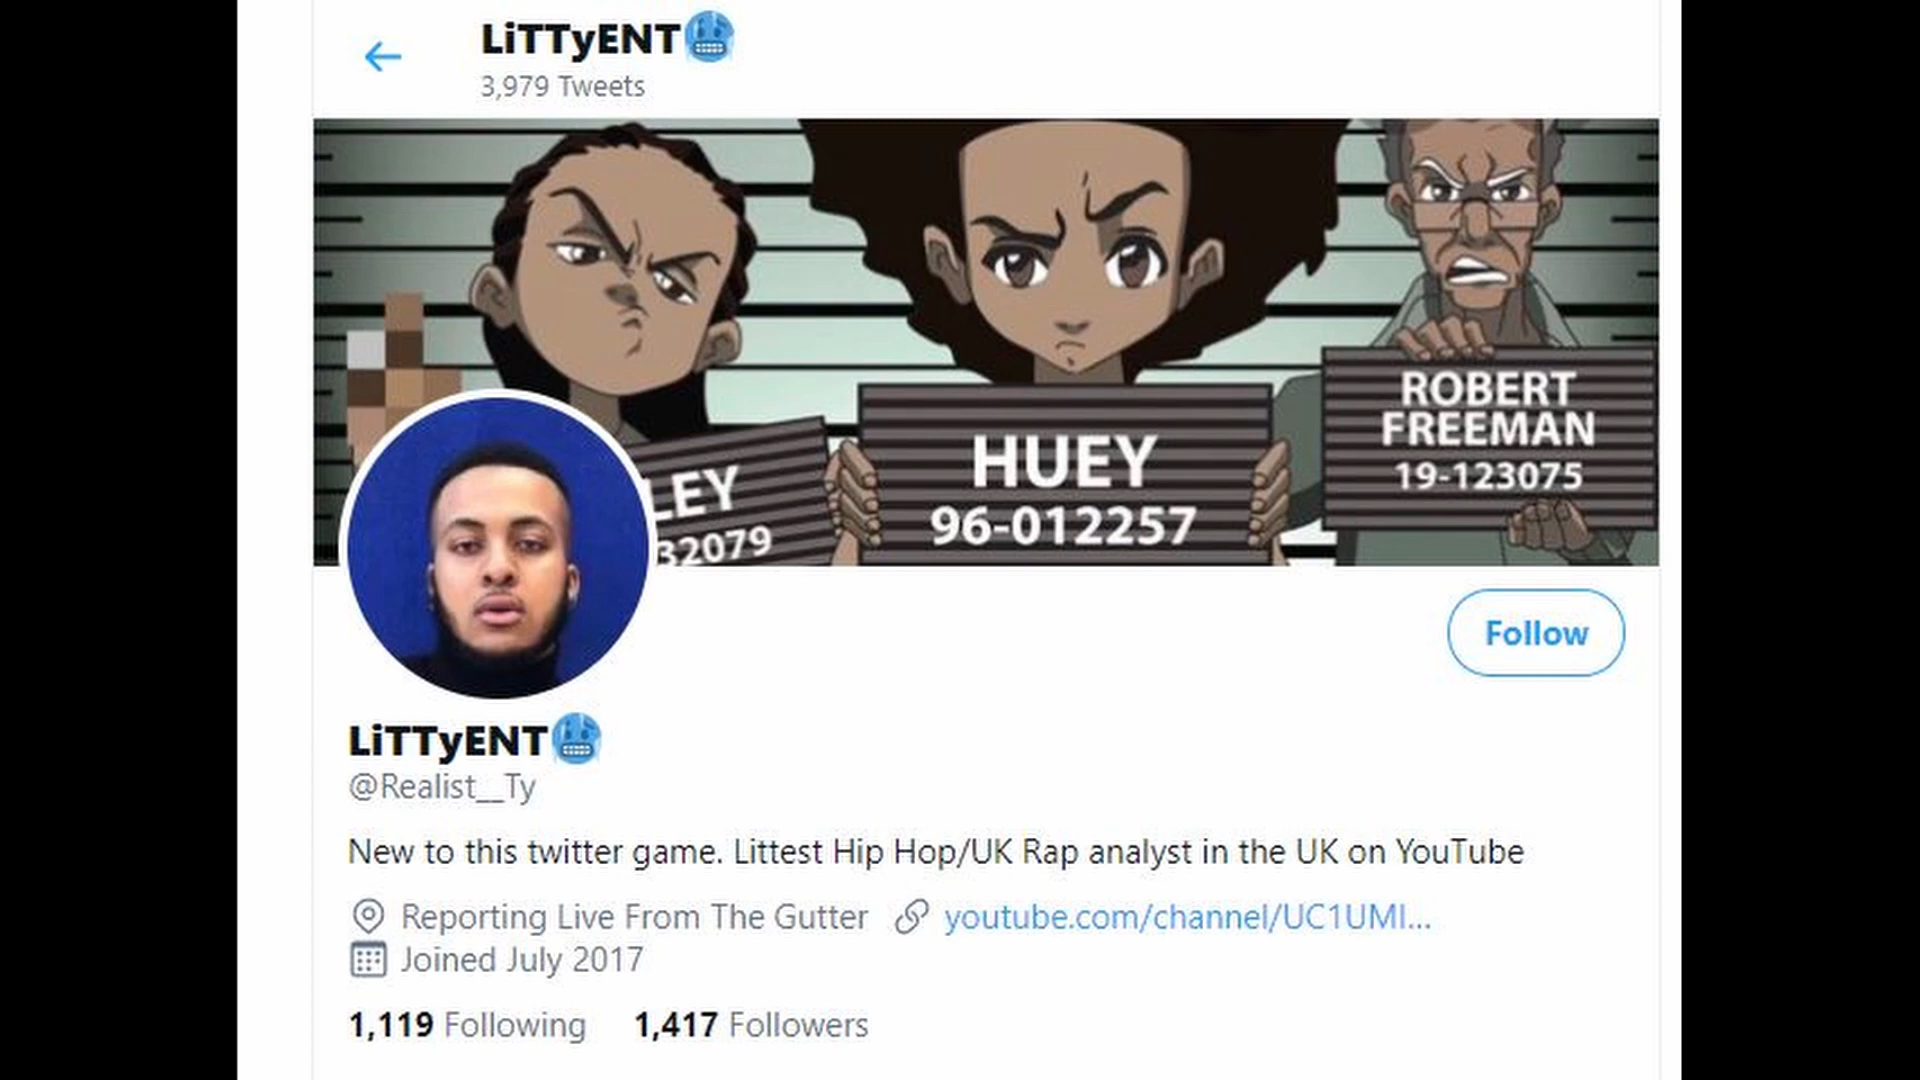 LiTTyENT🥶
3,979 Tweets
LEY
32079
HUEY
96-012257
ROBERT
FREEMAN
19-123075
Follow
LiTTyENT🥶
@Realist__Ty
New to this twitter game. Littest Hip Hop/UK Rap analyst in the UK on YouTube
Reporting Live From The Gutter youtube.com/channel/UC1UMI...
Joined July 2017
1,119 Following 1,417 Followers